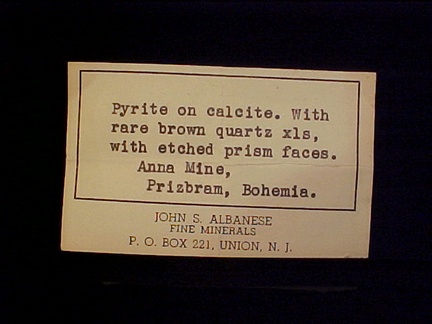 Pyrite on calcite. With
rare brown quartz xls,
with etched prism faces.
Anna Mine,
Prizbram, Bohemia.
JOHN S. ALBANESE
FINE MINERALS
P. O. BOX 221, UNION, N. J.